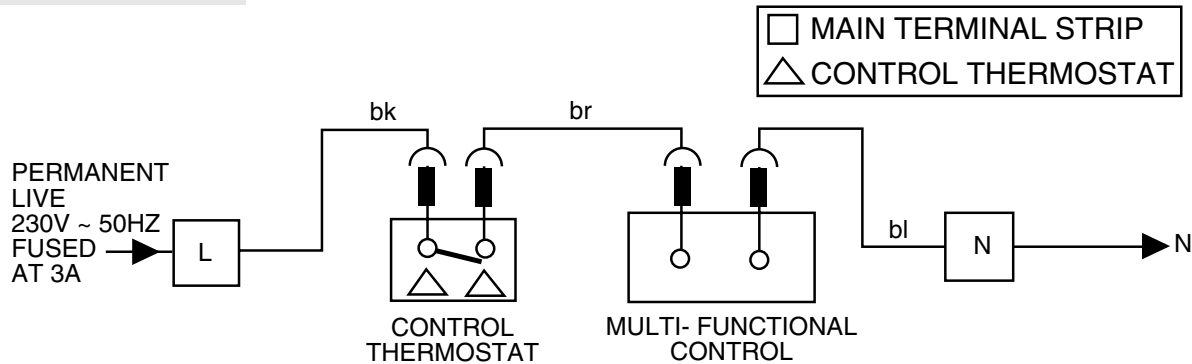 MAIN TERMINAL STRIP
CONTROL THERMOSTAT
bk
br
PERMANENT
LIVE
230V ~ 50HZ
FUSED
AT 3A
L
bl
N
N
CONTROL
THERMOSTAT
MULTI- FUNCTIONAL
CONTROL